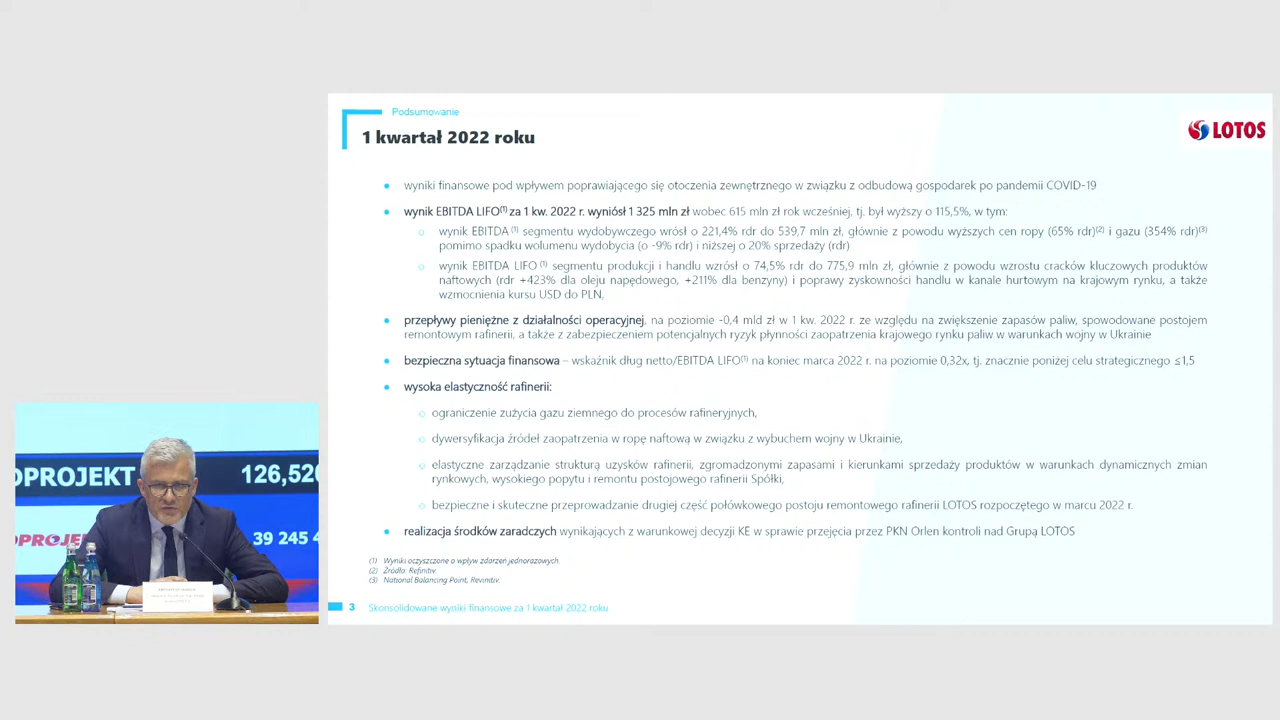 Podsumowanie
1 kwartał 2022 roku
LOTOS
wyniki finansowe pod wpływem poprawiającego się otoczenia zewnętrznego w związku z odbudową gospodarek po pandemii COVID-19
wynik EBITDA LIFO(1) za 1 kw. 2022 r. wyniósł 1 325 mln zł wobec 615 mln zł rok wcześniej, tj. był wyższy o 115,5%, w tym:
wynik EBITDA (1) segmentu wydobywczego wrósł o 221,4% rdr do 539,7 mln zł, głównie z powodu wyższych cen ropy (65% rdr)(2) i gazu (354% rdr)(3)
pomimo spadku wolumenu wydobycia (o -9% rdr) i niższej o 20% sprzedaży (rdr)
wynik EBITDA LIFO (1) segmentu produkcji i handlu wzrósł o 74,5% rdr do 775,9 mln zł, głównie z powodu wzrostu cracków kluczowych produktów
naftowych (rdr +423% dla oleju napędowego, +211% dla benzyny) i poprawy zyskowności handlu w kanale hurtowym na krajowym rynku, a także
wzmocnienia kursu USD do PLN,
przepływy pieniężne z działalności operacyjnej, na poziomie -0,4 mld zł w 1 kw. 2022 r. ze względu na zwiększenie zapasów paliw, spowodowane postojem
remontowym rafinerii, a także z zabezpieczeniem potencjalnych ryzyk płynności zaopatrzenia krajowego rynku paliw w warunkach wojny w Ukrainie
bezpieczna sytuacja finansowa – wskaźnik dług netto/EBITDA LIFO(1) na koniec marca 2022 r. na poziomie 0,32x, tj. znacznie poniżej celu strategicznego ≤1,5
wysoka elastyczność rafinerii:
ograniczenie zużycia gazu ziemnego do procesów rafineryjnych,
dywersyfikacja źródeł zaopatrzenia w ropę naftową w związku z wybuchem wojny w Ukrainie,
elastyczne zarządzanie strukturą uzysków rafinerii, zgromadzonymi zapasami i kierunkami sprzedaży produktów w warunkach dynamicznych zmian
rynkowych, wysokiego popytu i remontu postojowego rafinerii Spółki,
bezpieczne i skuteczne przeprowadzanie drugiej część połówkowego postoju remontowego rafinerii LOTOS rozpoczętego w marcu 2022 r.
realizacja środków zaradczych wynikających z warunkowej decyzji KE w sprawie przejęcia przez PKN Orlen kontroli nad Grupą LOTOS
(1) Wyniki oczyszczone o wpływ zdarzeń jednorazowych.
(2) Źródło: Refinitiv
(3) National Balancing Point, Revinitiv.
3 Skonsolidowane wyniki finansowe za 1 kwartał 2022 roku
OPROJEKT 126,520
OPROJE 39 245 4